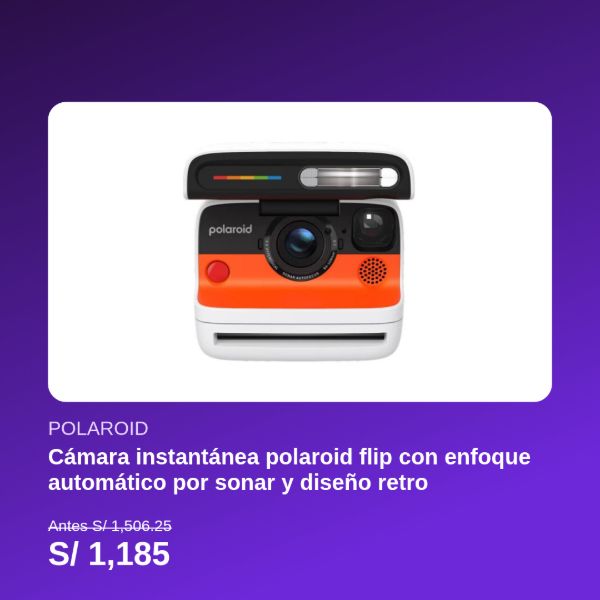 polaroid
POLAROID
Cámara instantánea polaroid flip con enfoque
automático por sonar y diseño retro
Antes S/ 1,506.25
S/ 1,185